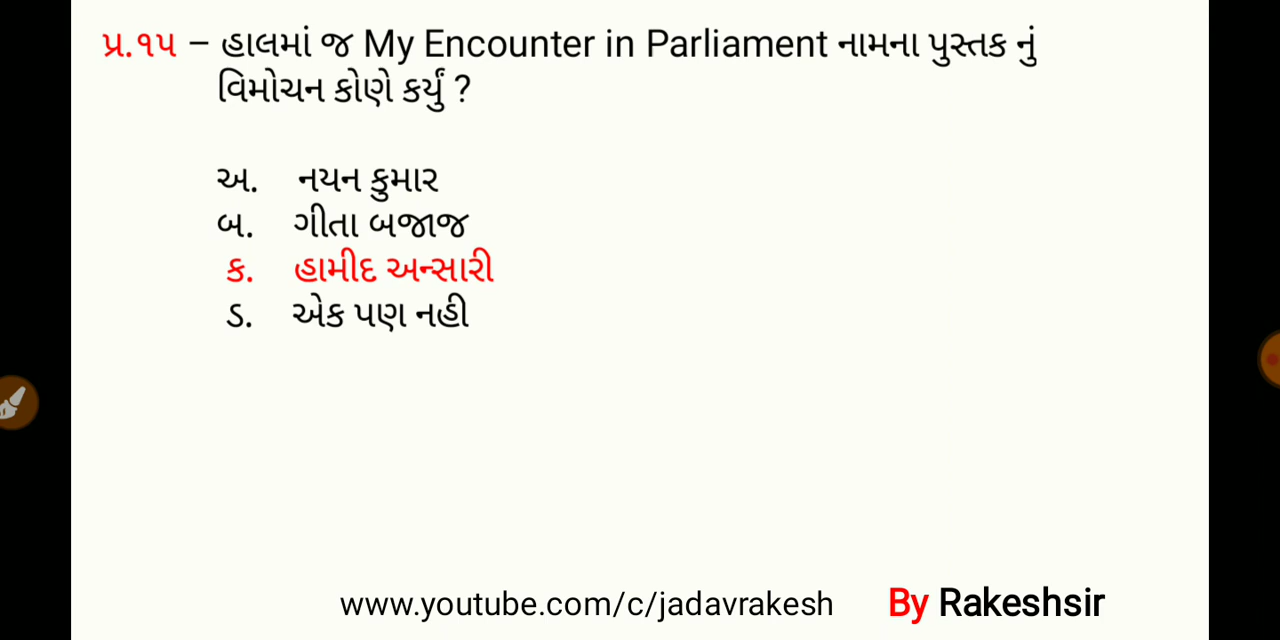 પ્ર.૧૫ – હાલમાં જ My Encounter in Parliament નામના પુસ્તક નું
વિમોચન કોણે કર્યું ?
અ. નયન કુમાર
બ. ગીતા બજાજ
ક. હામીદ અન્સારી
ડ. એક પણ નહી
www.youtube.com/c/jadavrakesh By Rakeshsir